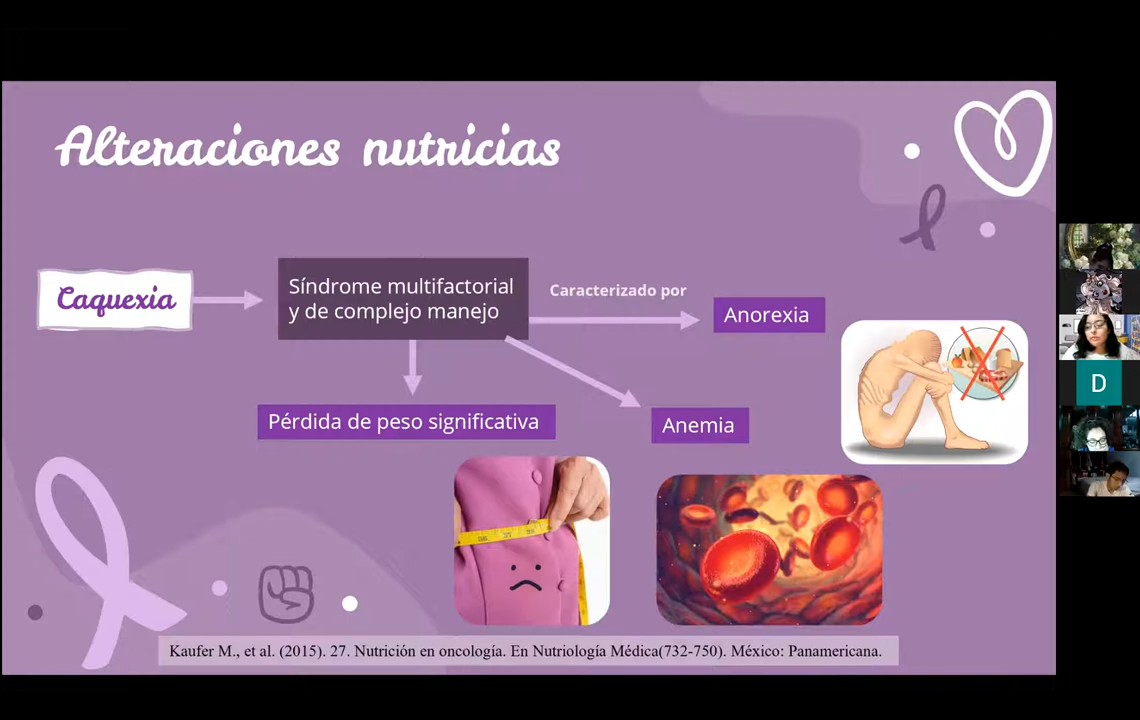 Alteraciones nutricias
Caquexia
Síndrome multifactorial
y de complejo manejo
Caracterizado por
Anorexia
Pérdida de peso significativa
Anemia
D
Kaufer M., et al. (2015). 27. Nutrición en oncología. En Nutriología Médica(732-750). México: Panamericana.